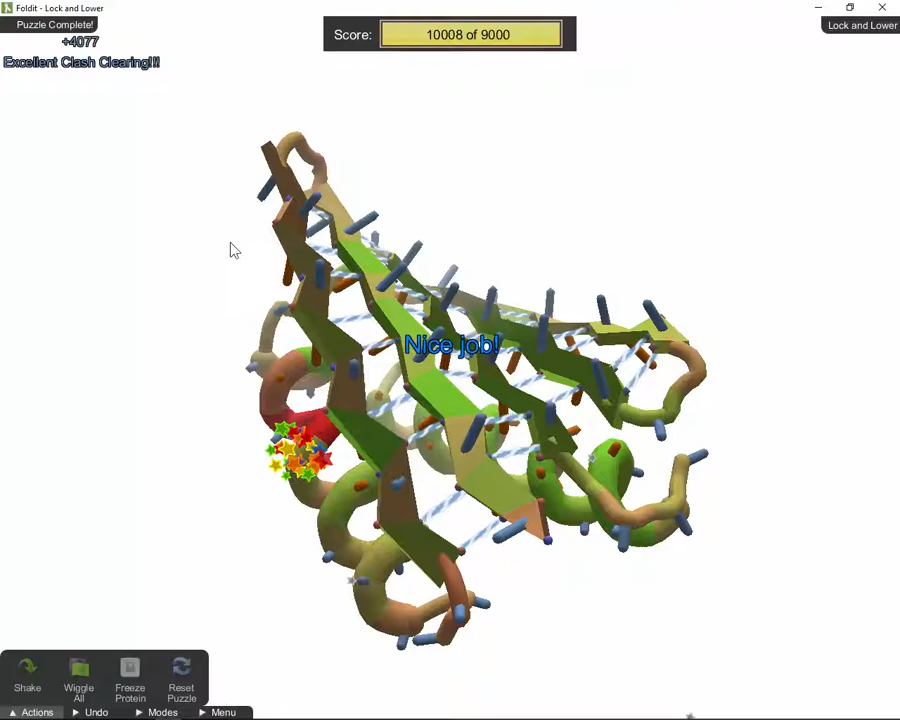 Foldit - Lock and Lower
Puzzle Complete!
Score: 10008 of 9000
Lock and Lower
+4077
Excellent Clash Clearing!!!
Nice job!
Shake
Wiggle All
Freeze Protein
Reset Puzzle
▲ Actions ▶ Undo ▶ Modes ▶ Menu